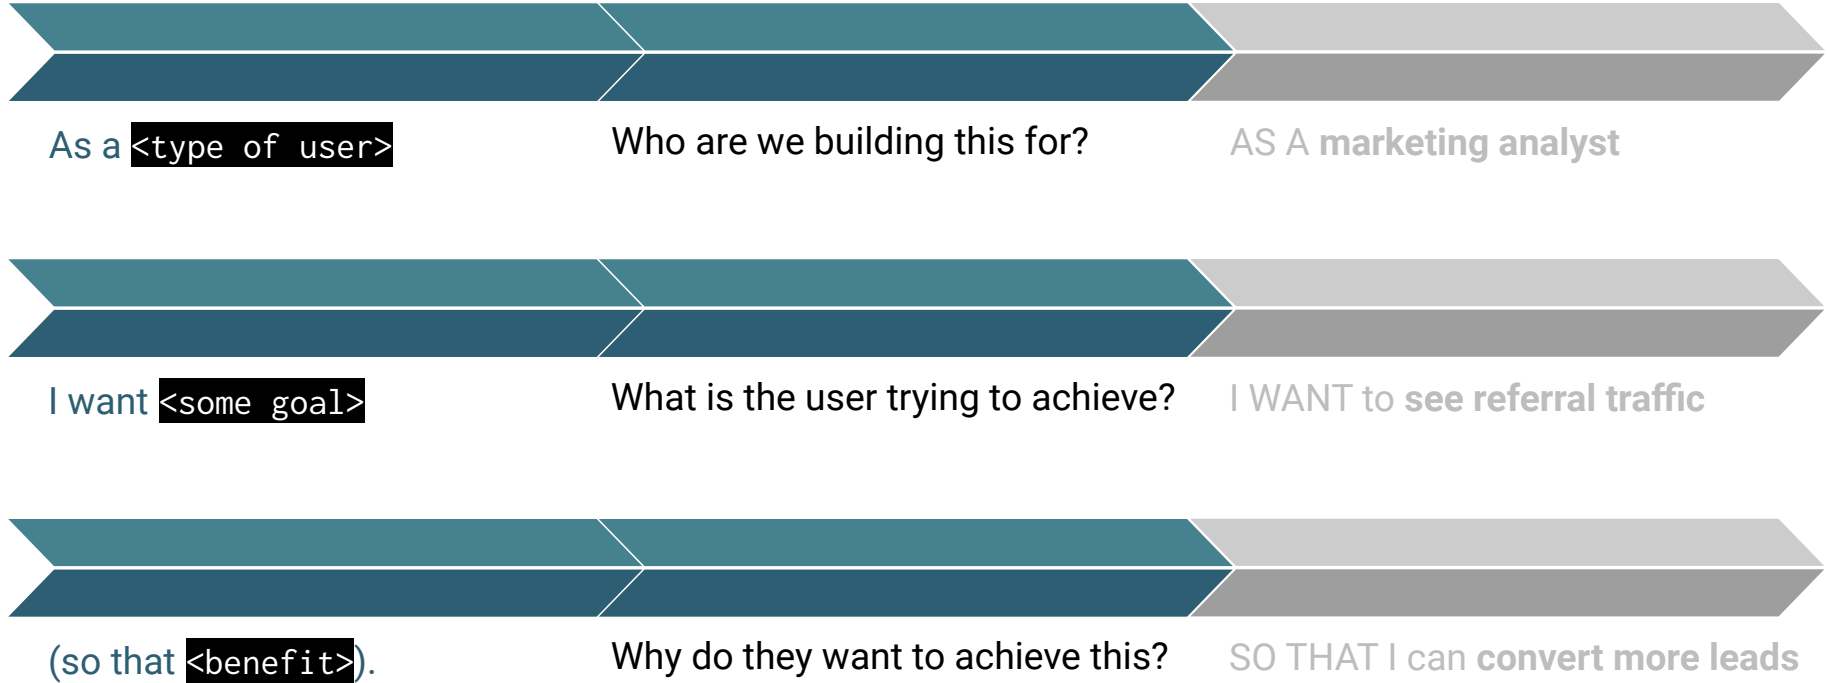 As a <type of user>
Who are we building this for?
AS A marketing analyst
I want <some goal>
What is the user trying to achieve?
I WANT to see referral traffic
(so that <benefit>).
Why do they want to achieve this?
SO THAT I can convert more leads